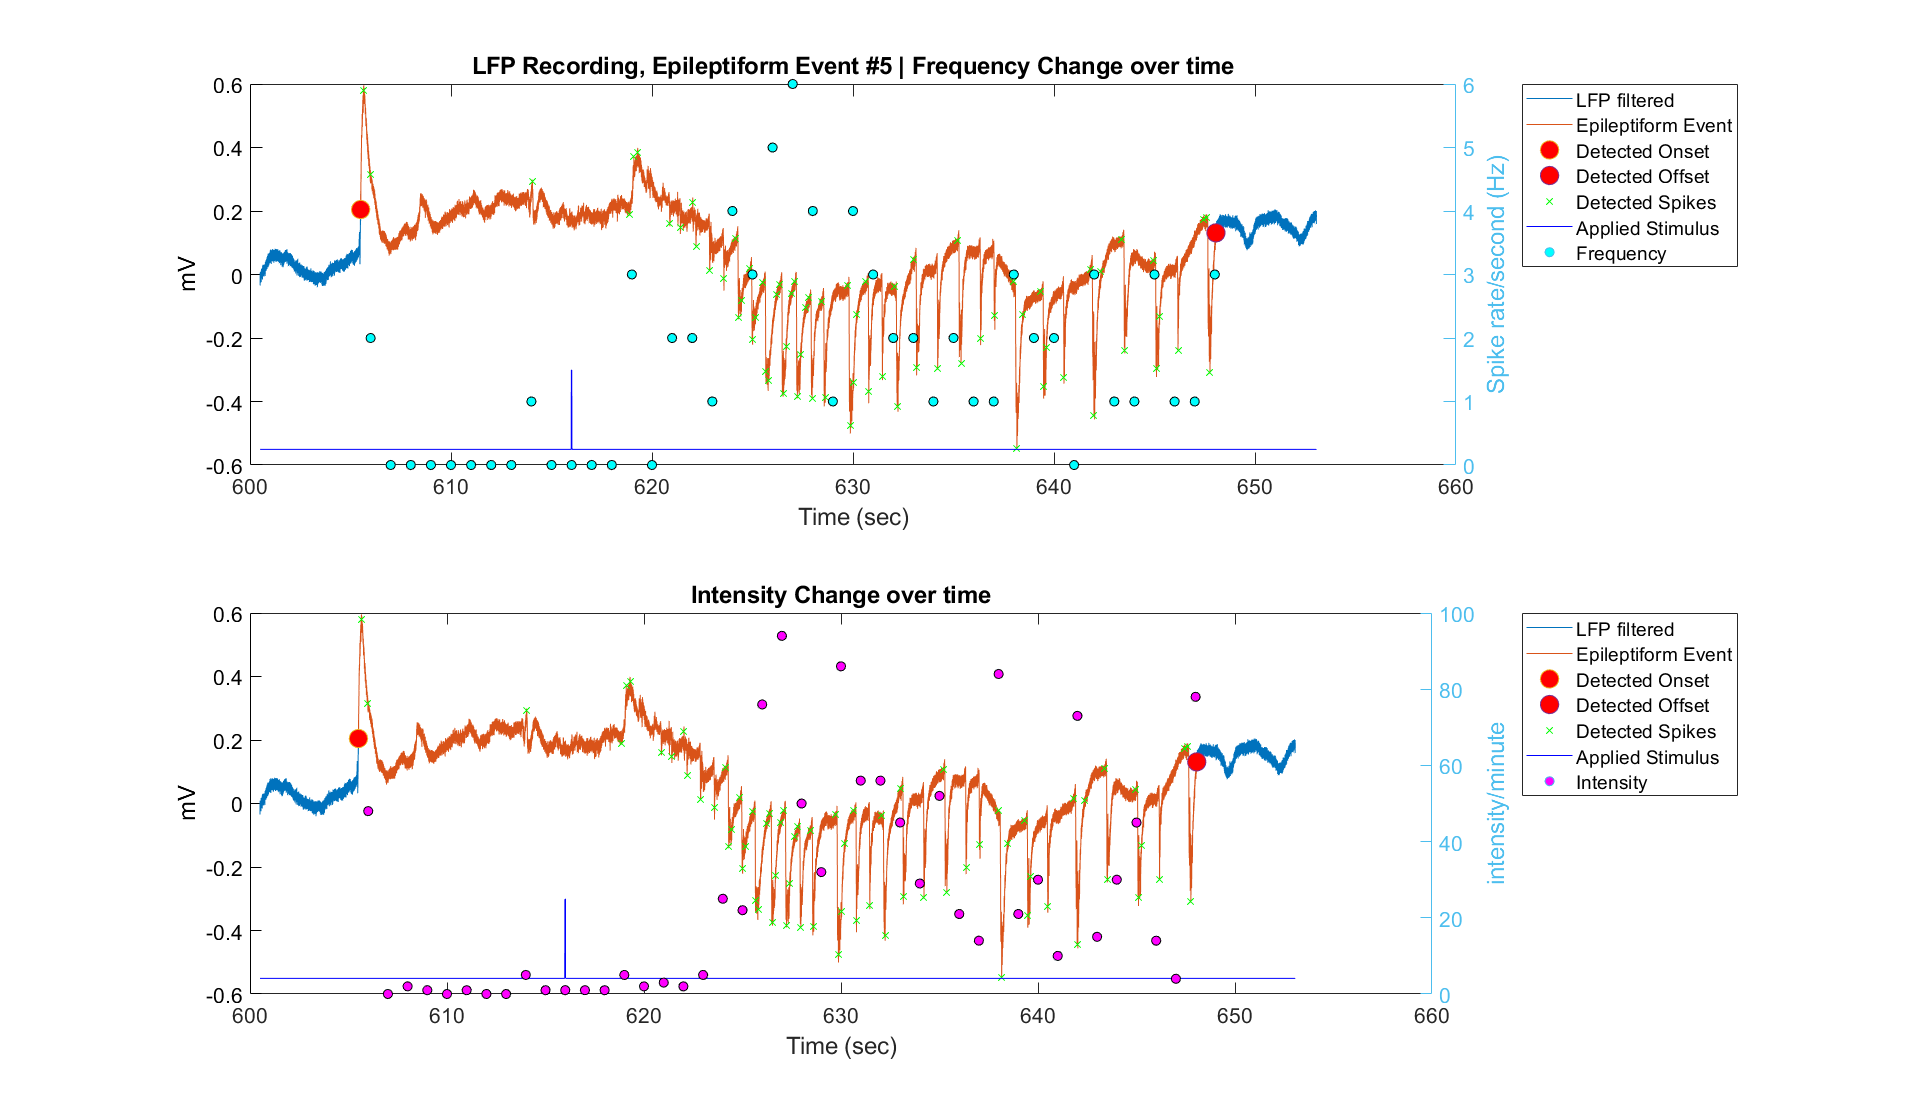 LFP Recording, Epileptiform Event #5 | Frequency Change over time
0.6
0.4
0.2
0
-0.2
-0.4
-0.6
mV
600
610
620
630
640
650
660
Time (sec)
6
5
4
3
2
1
0
Spike rate/second (Hz)
LFP filtered
Epileptiform Event
Detected Onset
Detected Offset
Detected Spikes
Applied Stimulus
Frequency
Intensity Change over time
0.6
0.4
0.2
0
-0.2
-0.4
-0.6
mV
600
610
620
630
640
650
660
Time (sec)
100
80
60
40
20
0
intensity/minute
LFP filtered
Epileptiform Event
Detected Onset
Detected Offset
Detected Spikes
Applied Stimulus
Intensity